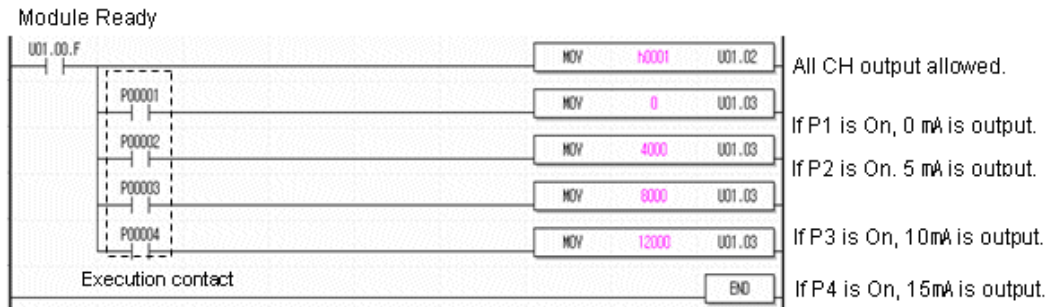 Module Ready
U01.00.F
MOV h0001 U01.02
All CH output allowed.
P00001
MOV 0 U01.03
If P1 is On, 0 mA is output.
P00002
MOV 4000 U01.03
If P2 is On. 5 mA is output.
P00003
MOV 8000 U01.03
P00004
MOV 12000 U01.03
If P3 is On, 10mA is output.
Execution contact
END
If P4 is On, 15mA is output.